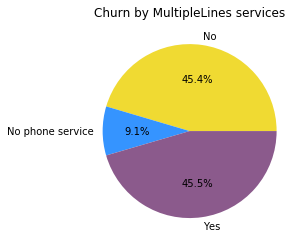 Churn by MultipleLines services
No
45.4%
No phone service
9.1%
45.5%
Yes